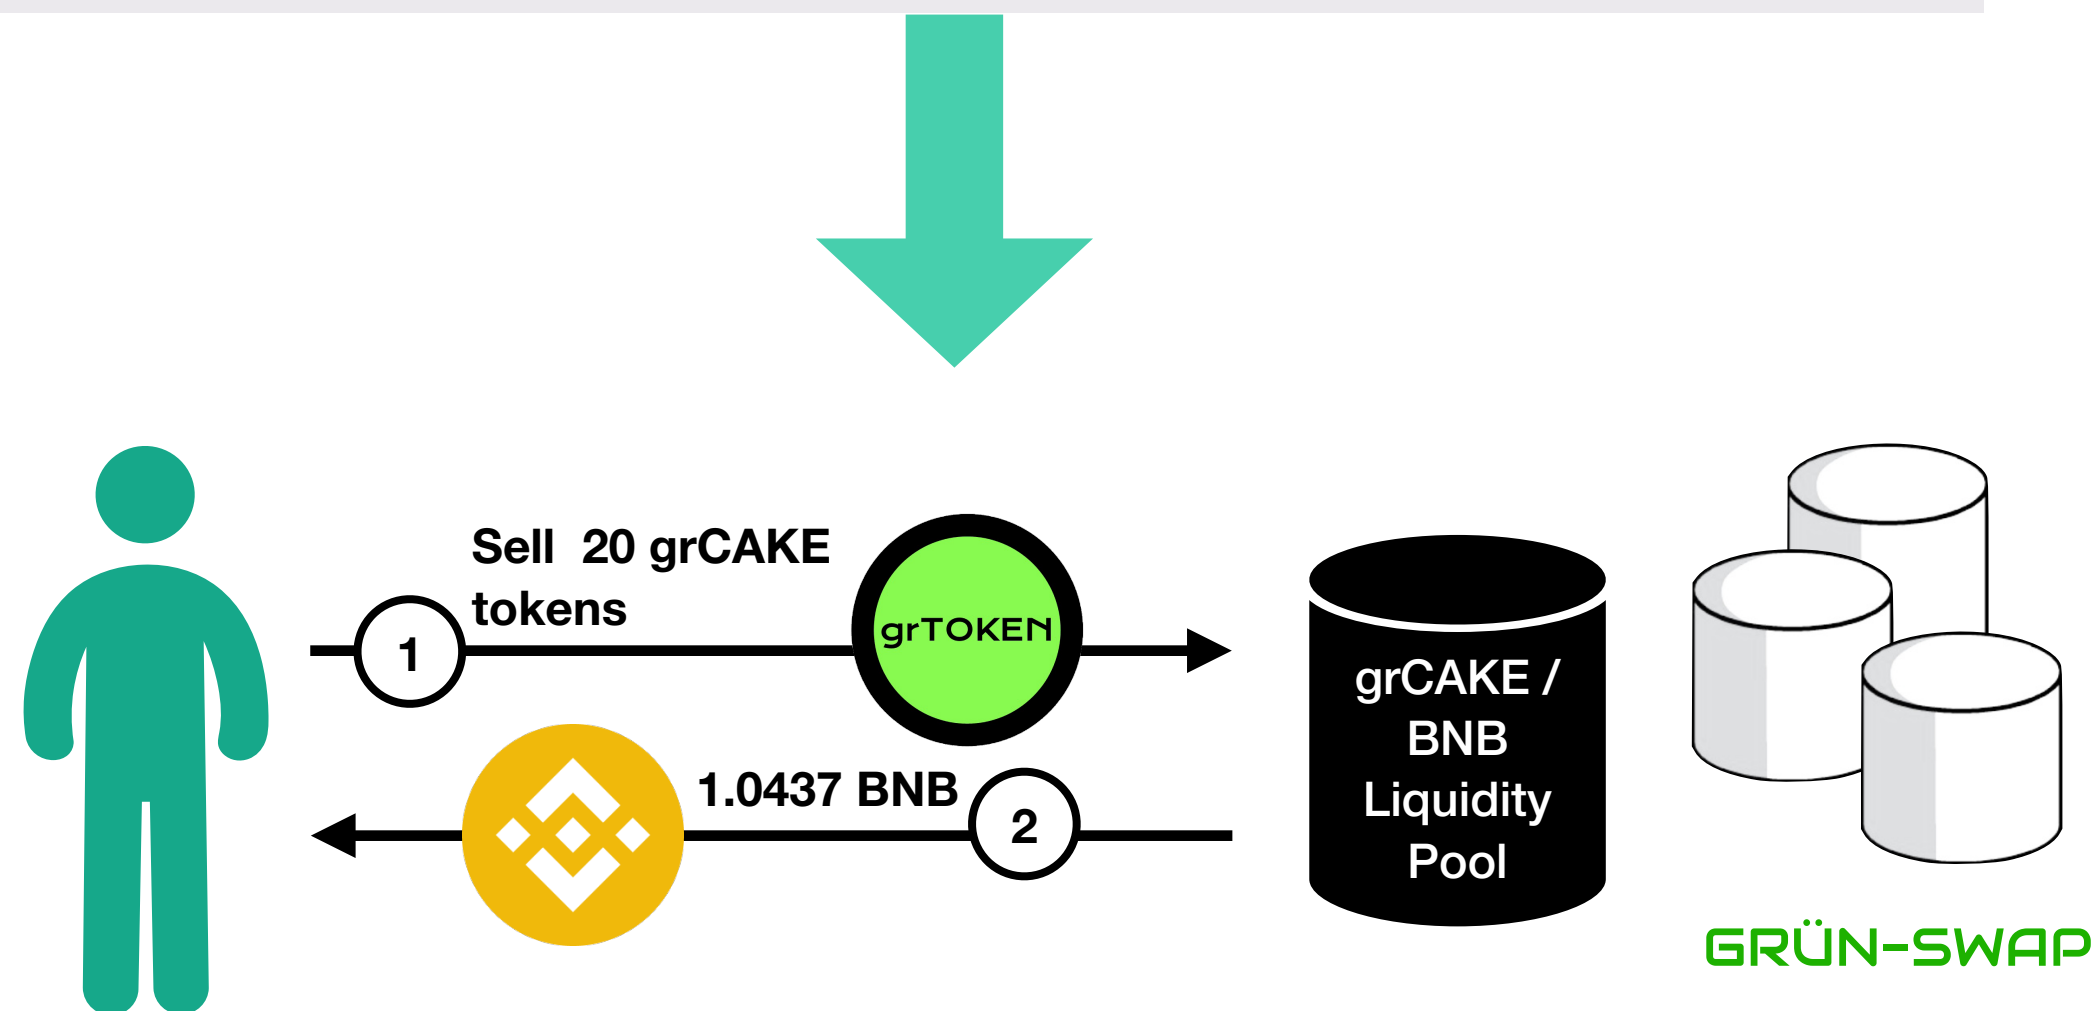 Sell  20 grCAKE
tokens
1
grTOKEN
1.0437 BNB
2
grCAKE /
BNB
Liquidity
Pool
GRÜN-SWAP